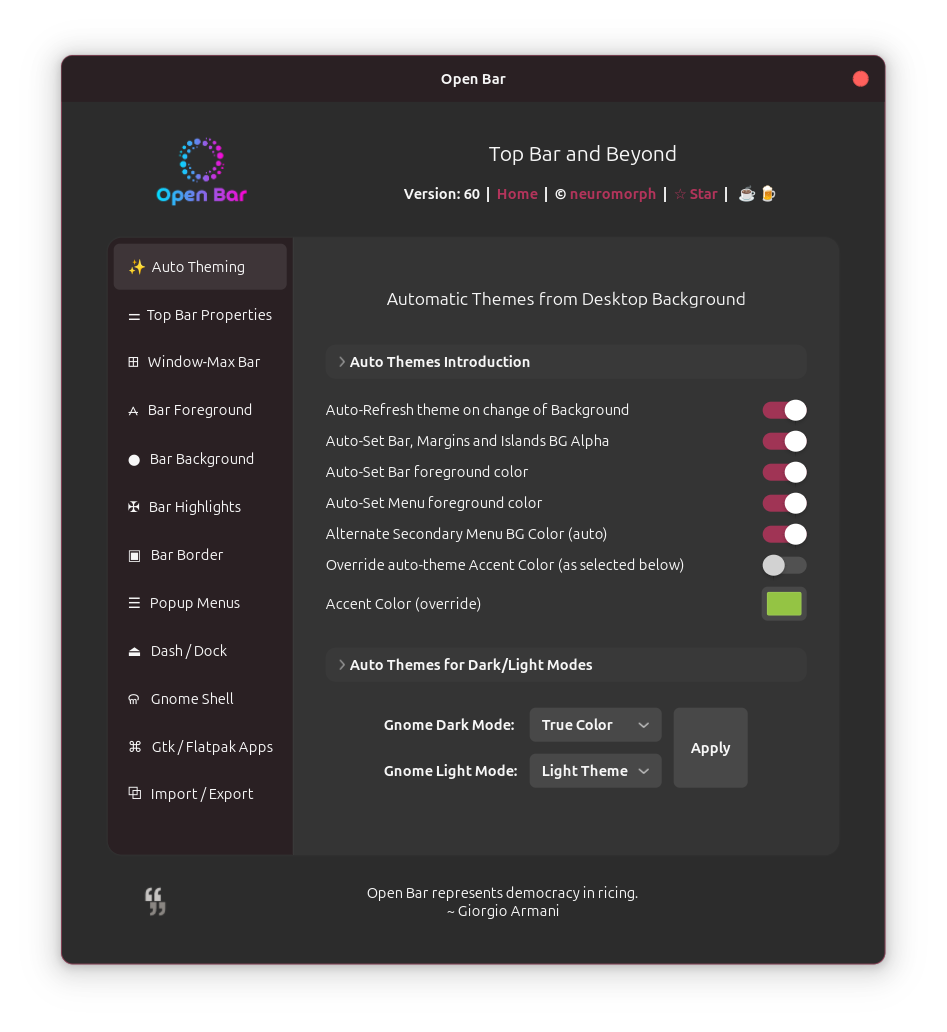 Open Bar
Open Bar
Top Bar and Beyond
Version: 60 | Home | © neuromorph | ☆ Star | ☕ 🍺
✨ Auto Theming
⚌ Top Bar Properties
⊞ Window-Max Bar
Bar Foreground
● Bar Background
✠ Bar Highlights
▣ Bar Border
☰ Popup Menus
⏏ Dash / Dock
Gnome Shell
⌘ Gtk / Flatpak Apps
Import / Export
Automatic Themes from Desktop Background
Auto Themes Introduction
Auto-Refresh theme on change of Background
Auto-Set Bar, Margins and Islands BG Alpha
Auto-Set Bar foreground color
Auto-Set Menu foreground color
Alternate Secondary Menu BG Color (auto)
Override auto-theme Accent Color (as selected below)
Accent Color (override)
Auto Themes for Dark/Light Modes
Gnome Dark Mode: True Color
Gnome Light Mode: Light Theme
Apply
Open Bar represents democracy in ricing.
~ Giorgio Armani